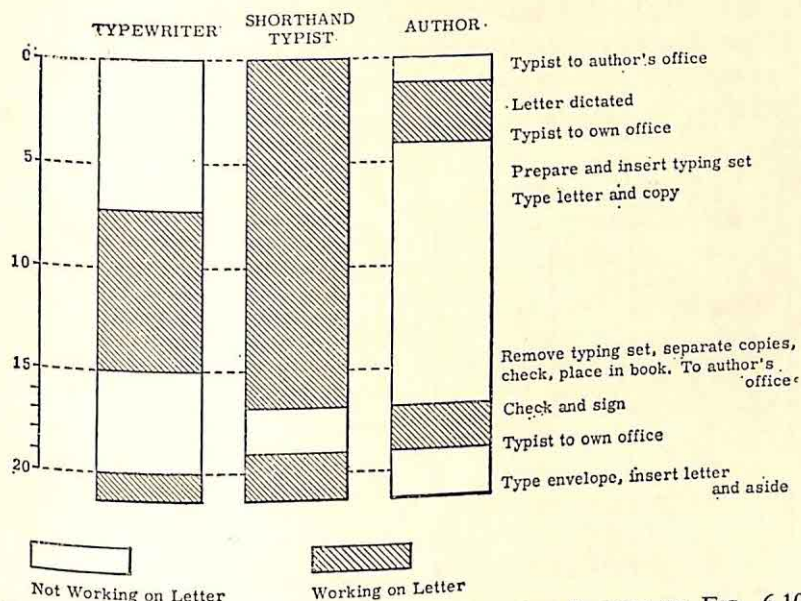 TYPEWRITER
SHORTHAND
TYPIST
AUTHOR
0
5
10
15
20
Typist to author's office
Letter dictated
Typist to own office
Prepare and insert typing set
Type letter and copy
Remove typing set, separate copies,
check, place in book. To author's
office
Check and sign
Typist to own office
Type envelope, insert letter
and aside
Not Working on Letter
Working on Letter
6.10